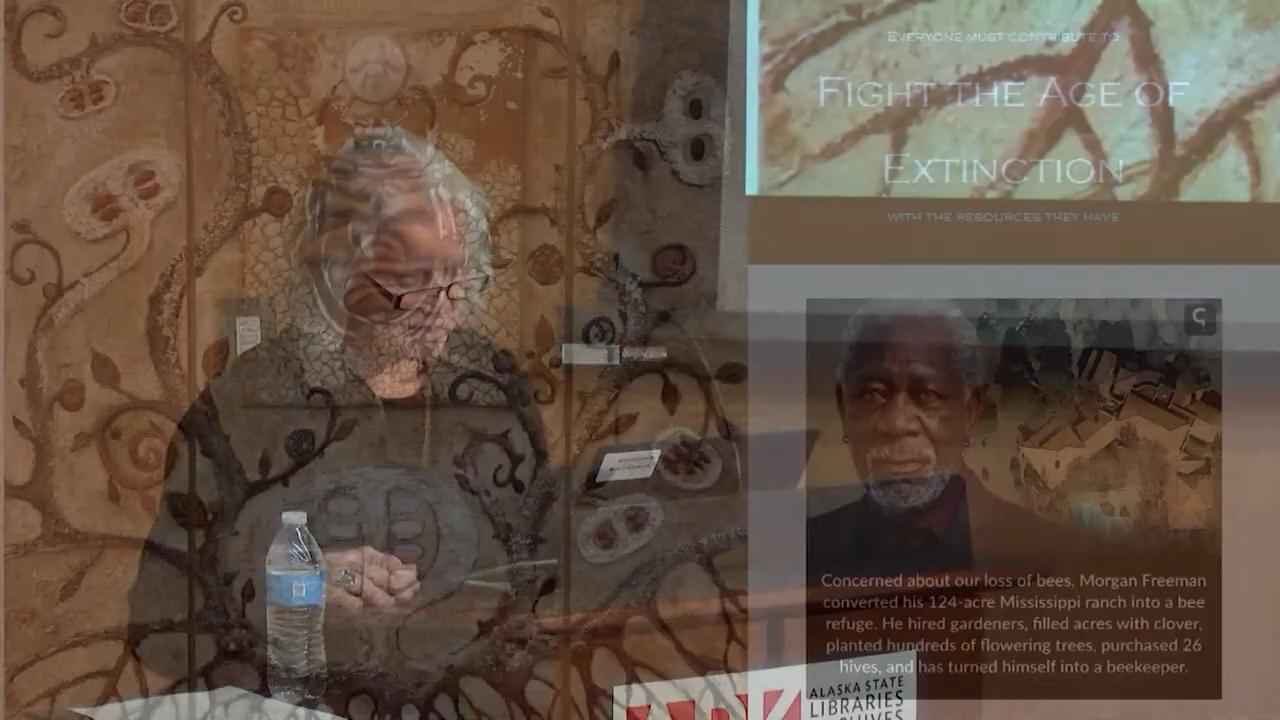 EVERYONE MUST CONTRIBUTE TO
FIGHT THE AGE OF
EXTINCTION
WITH THE RESOURCES THEY HAVE
Concerned about our loss of bees, Morgan Freeman
converted his 124-acre Mississippi ranch into a bee
refuge. He hired gardeners, filled acres with clover,
planted hundreds of flowering trees, purchased 26
hives, and has turned himself into a beekeeper.
ALASKA STATE
LIBRARIES